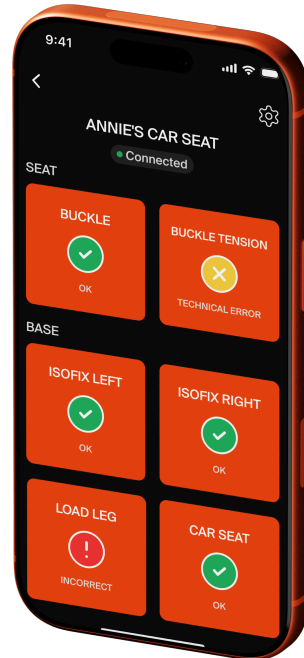 9:41
ANNIE'S CAR SEAT
Connected
SEAT
BUCKLE
OK
BUCKLE TENSION
TECHNICAL ERROR
BASE
ISOFIX LEFT
OK
ISOFIX RIGHT
OK
LOAD LEG
INCORRECT
CAR SEAT
OK